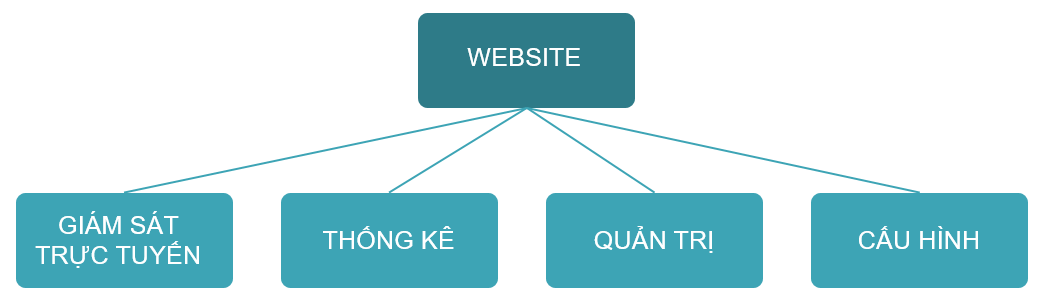 WEBSITE
GIÁM SÁT
TRỰC TUYẾN
THỐNG KÊ
QUẢN TRỊ
CẤU HÌNH